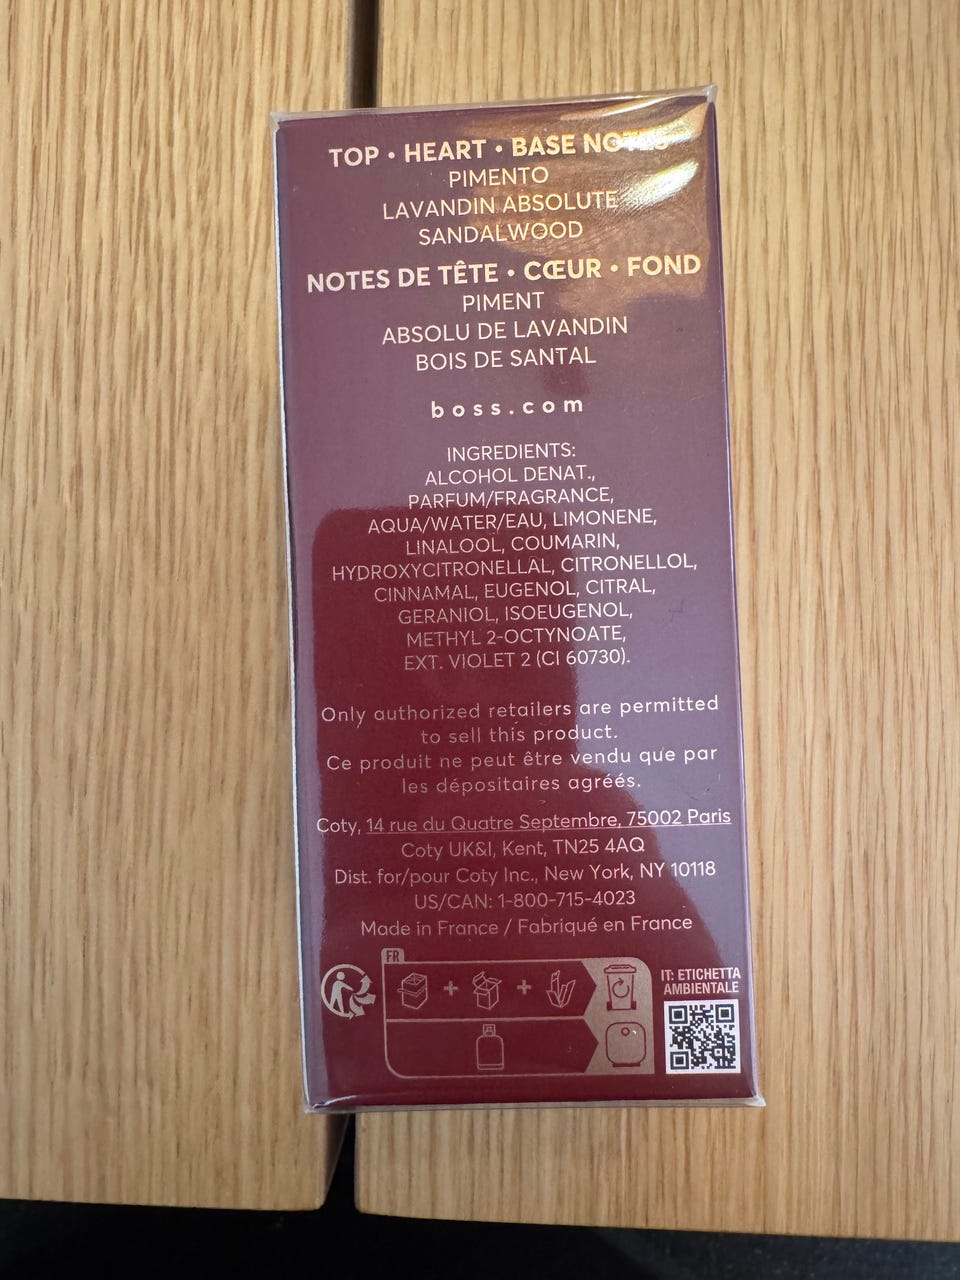 TOP • HEART • BASE NOTES
PIMENTO
LAVANDIN ABSOLUTE
SANDALWOOD
NOTES DE TÊTE • CŒUR • FOND
PIMENT
ABSOLU DE LAVANDIN
BOIS DE SANTAL
boss.com
INGREDIENTS:
ALCOHOL DENAT.,
PARFUM/FRAGRANCE,
AQUA/WATER/EAU, LIMONENE,
LINALOOL, COUMARIN,
HYDROXYCITRONELLAL, CITRONELLOL,
CINNAMAL, EUGENOL, CITRAL,
GERANIOL, ISOEUGENOL,
METHYL 2-OCTYNOATE,
EXT. VIOLET 2 (CI 60730).
Only authorized retailers are permitted
to sell this product.
Ce produit ne peut être vendu que par
les dépositaires agréés.
Coty, 14 rue du Quatre Septembre, 75002 Paris
Coty UK&I, Kent, TN25 4AQ
Dist. for/pour Coty Inc., New York, NY 10118
US/CAN: 1-800-715-4023
Made in France / Fabriqué en France
FR
IT: ETICHETTA
AMBIENTALE